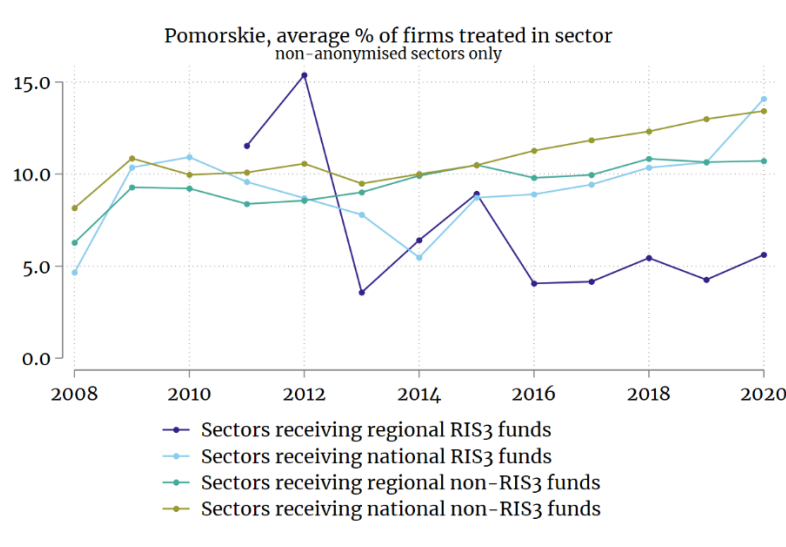 Pomorskie, average % of firms treated in sector
non-anonymised sectors only
15.0
10.0
5.0
0.0
2008 2010 2012 2014 2016 2018 2020
Sectors receiving regional RIS3 funds
Sectors receiving national RIS3 funds
Sectors receiving regional non-RIS3 funds
Sectors receiving national non-RIS3 funds